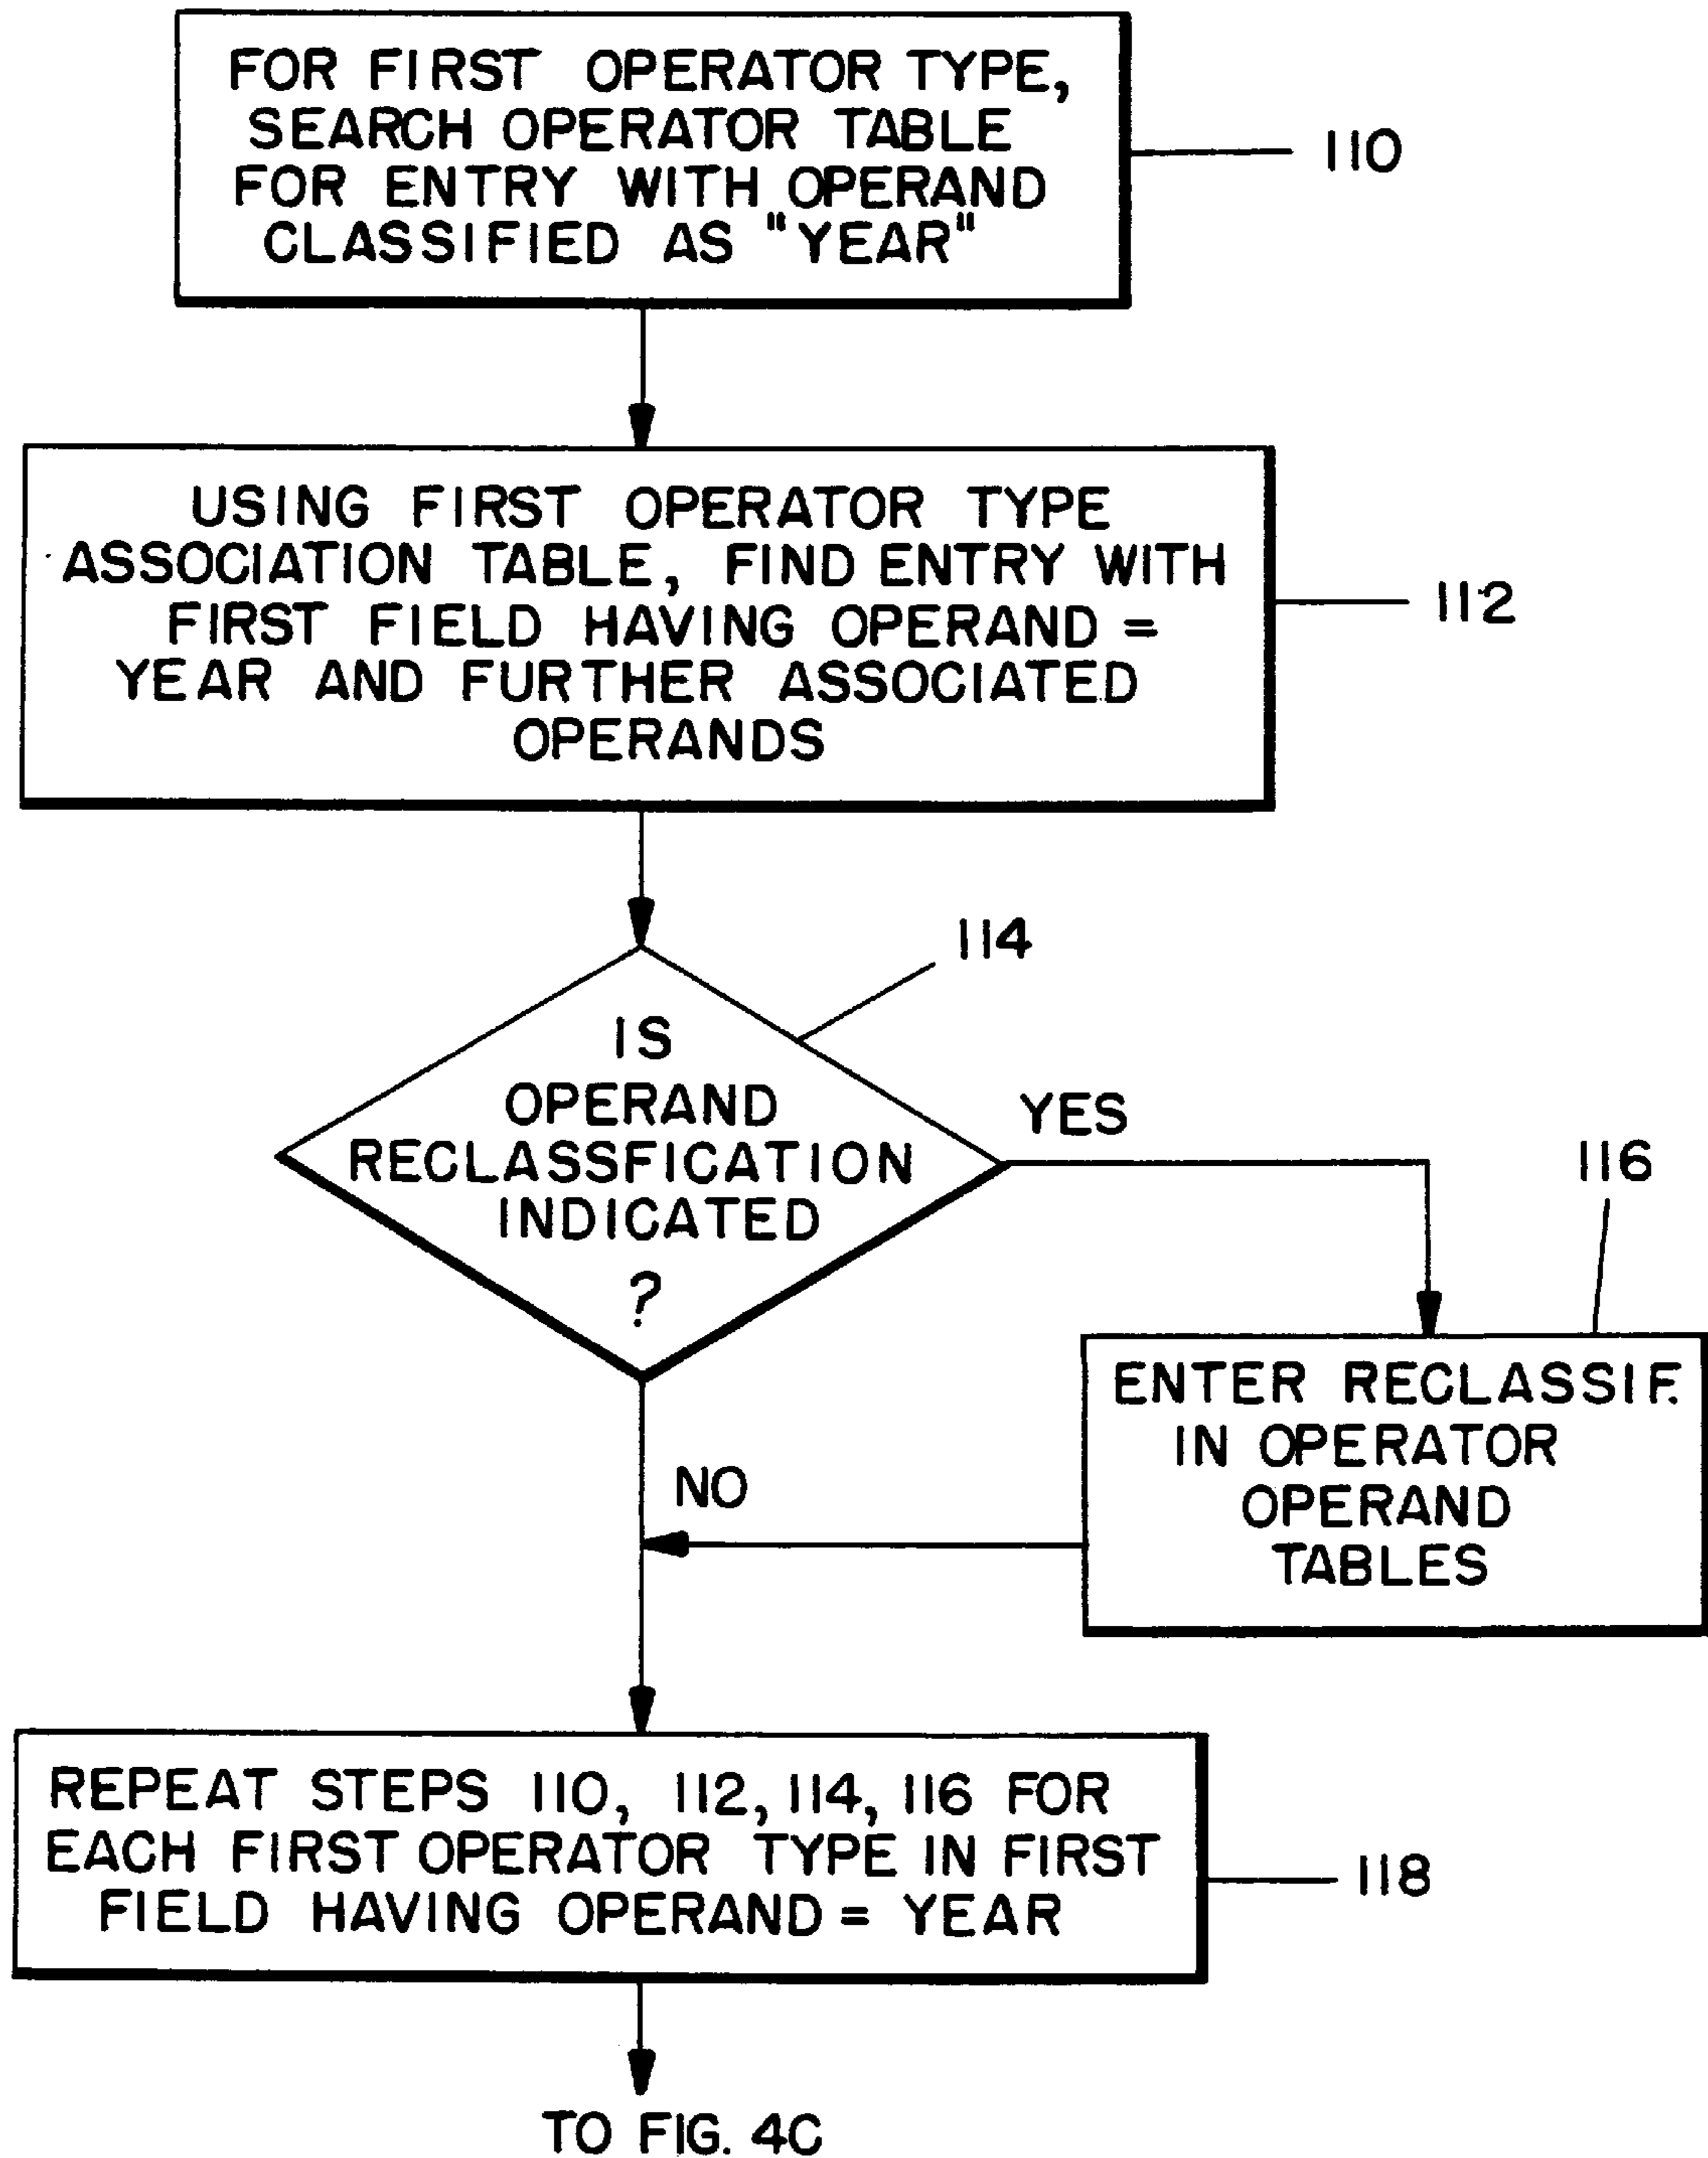 FOR FIRST OPERATOR TYPE,
SEARCH OPERATOR TABLE
FOR ENTRY WITH OPERAND
CLASSIFIED AS "YEAR"
110
USING FIRST OPERATOR TYPE
ASSOCIATION TABLE, FIND ENTRY WITH
FIRST FIELD HAVING OPERAND =
YEAR AND FURTHER ASSOCIATED
OPERANDS
112
114
IS
OPERAND
RECLASSFICATION
INDICATED
?
YES
116
ENTER RECLASSIF.
IN OPERATOR
OPERAND
TABLES
NO
REPEAT STEPS 110, 112, 114, 116 FOR
EACH FIRST OPERATOR TYPE IN FIRST
FIELD HAVING OPERAND = YEAR
118
TO FIG. 4C